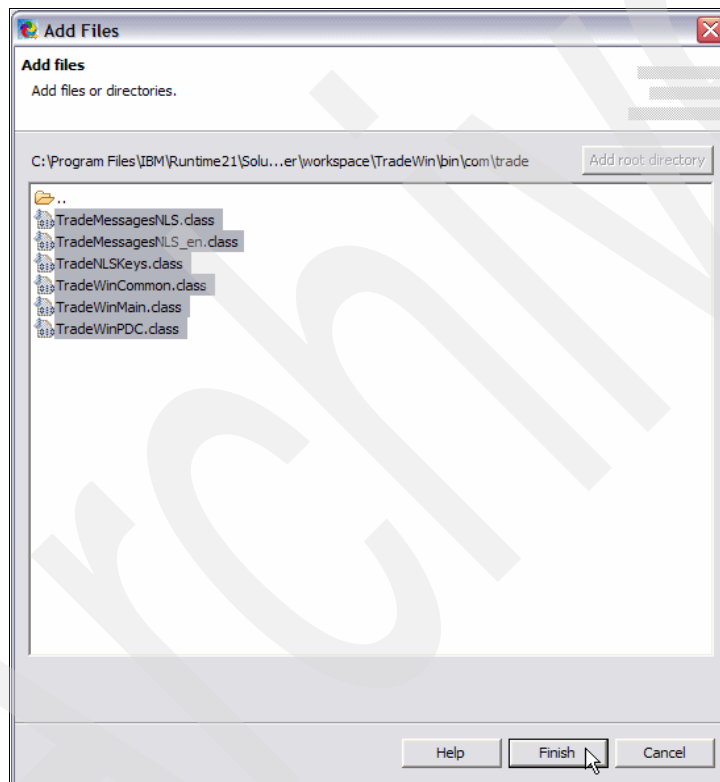 Add Files
Add files
Add files or directories.
C:\Program Files\IBM\Runtime21\Solu...er\workspace\TradeWin\bin\com\trade Add root directory
..
TradeMessagesNLS.class
TradeMessagesNLS_en.class
TradeNLSKeys.class
TradeWinCommon.class
TradeWinMain.class
TradeWinPDC.class
Help Finish Cancel